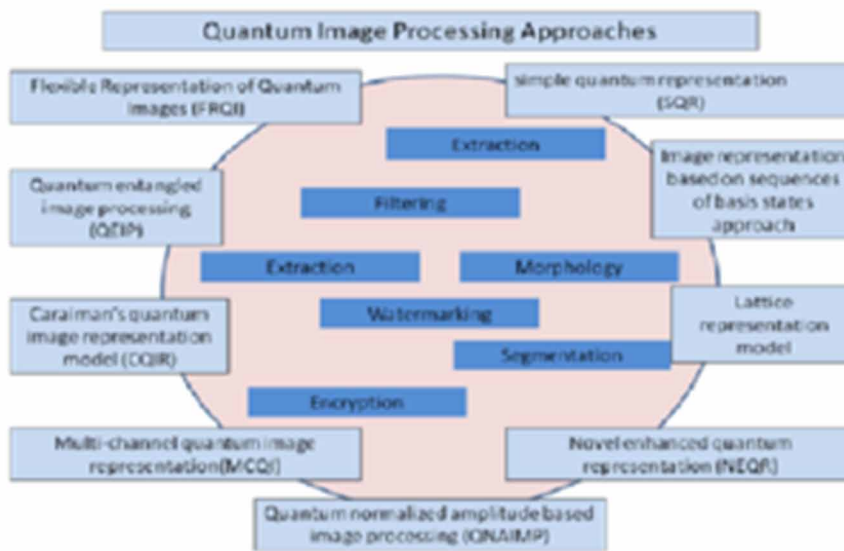 Quantum Image Processing Approaches
Flexible Representation of Quantum
Images (FRQI)
simple quantum representation
(SQR)
Extraction
Image representation
based on sequences
of basis states
approach
Quantum entangled
image processing
(QEIP)
Filtering
Extraction
Morphology
Caraiman's quantum
image representation
model (CQIR)
Watermarking
Lattice
representation
model
Segmentation
Encryption
Multi-channel quantum image
representation(MCQI)
Novel enhanced quantum
representation (NEQR)
Quantum normalized amplitude based
image processing (QNAIMP)